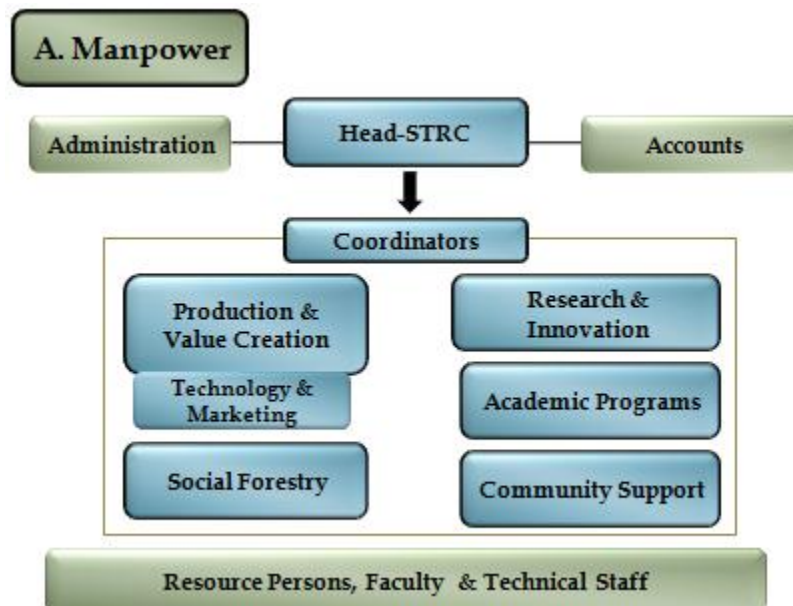 A. Manpower
Administration
Head-STRC
Accounts
Coordinators
Production &
Value Creation
Technology &
Marketing
Social Forestry
Research &
Innovation
Academic Programs
Community Support
Resource Persons, Faculty & Technical Staff